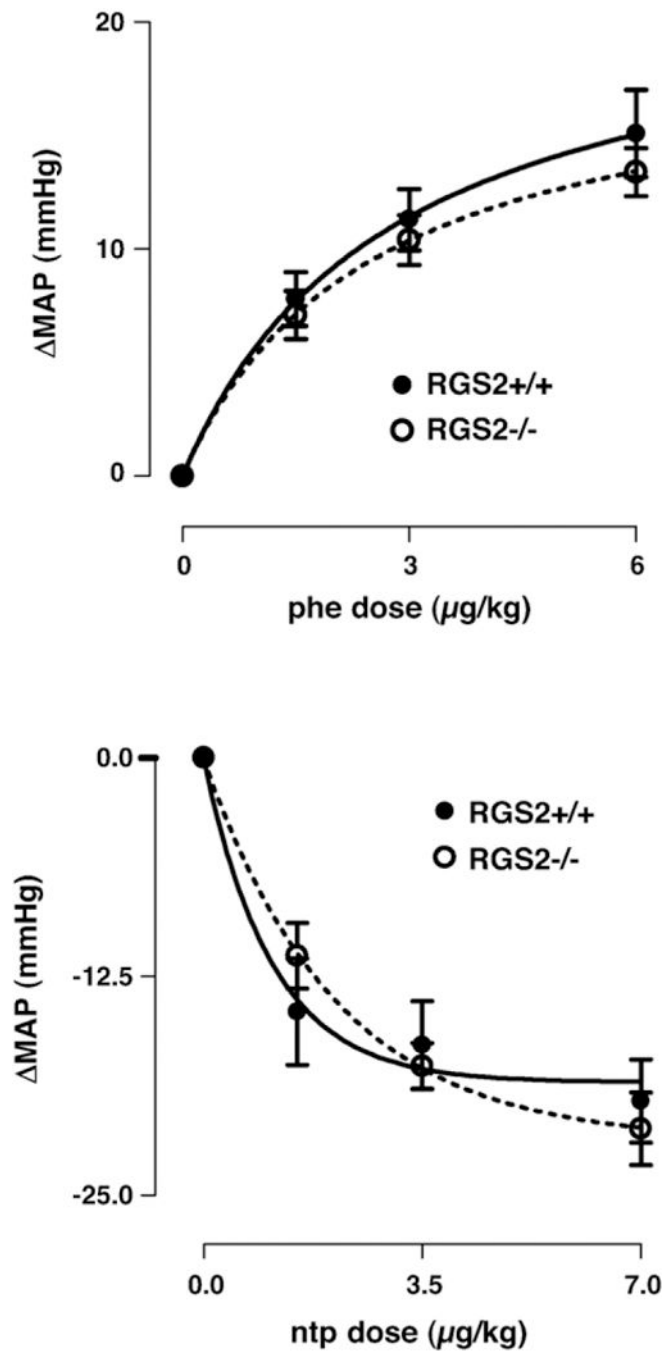 20
10
0
ΔMAP (mmHg)
RGS2+/+
RGS2-/-
0 3 6
phe dose (µg/kg)
0.0
-12.5
-25.0
ΔMAP (mmHg)
RGS2+/+
RGS2-/-
0.0 3.5 7.0
ntp dose (µg/kg)